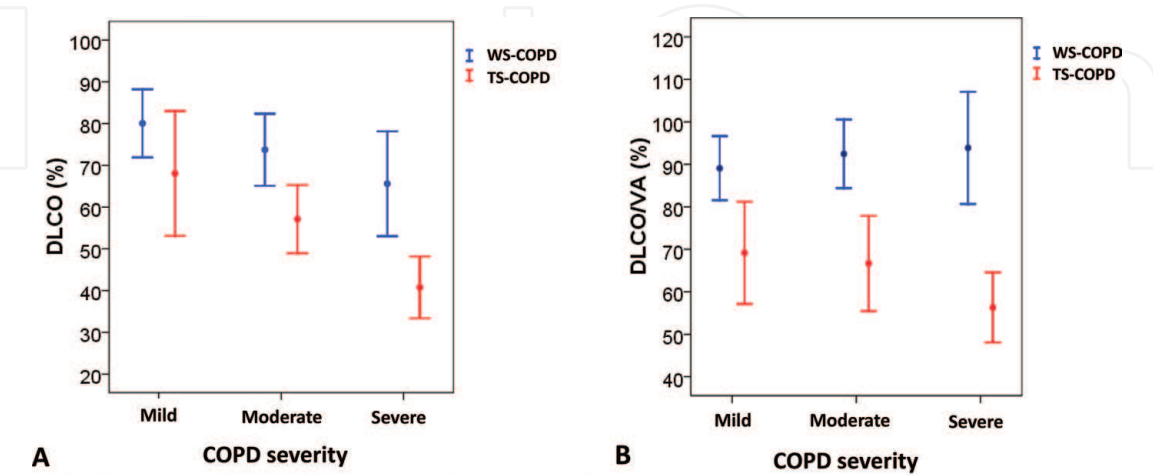 100
90
80
70
60
50
40
30
20
DLCO (%)
Mild Moderate Severe
COPD severity
WS-COPD
TS-COPD
A
120
110
100
90
80
70
60
50
40
DLCO/VA (%)
Mild Moderate Severe
COPD severity
WS-COPD
TS-COPD
B